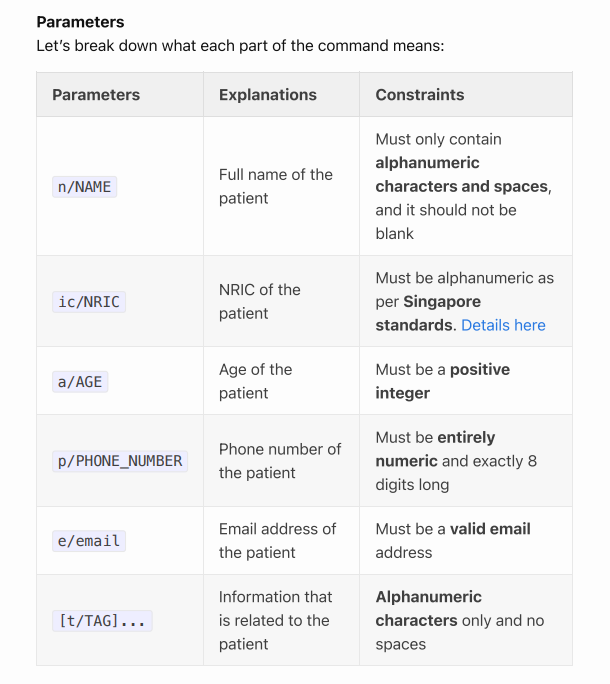 Parameters
Let’s break down what each part of the command means:
Parameters Explanations Constraints
n/NAME
Full name of the
patient
Must only contain
alphanumeric
characters and spaces,
and it should not be
blank
ic/NRIC
NRIC of the
patient
Must be alphanumeric as
per Singapore
standards. Details here
a/AGE
Age of the
patient
Must be a positive
integer
p/PHONE_NUMBER
Phone number of
the patient
Must be entirely
numeric and exactly 8
digits long
e/email
Email address of
the patient
Must be a valid email
address
[t/TAG]...
Information that
is related to the
patient
Alphanumeric
characters only and no
spaces